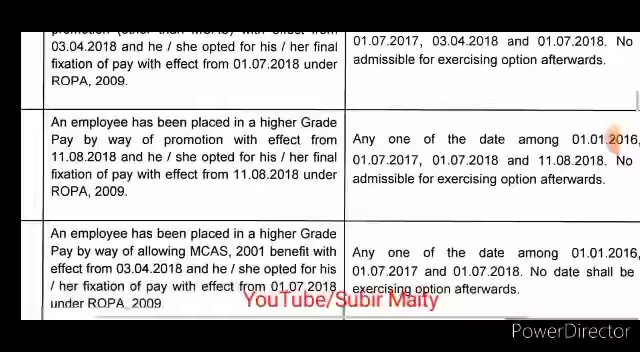 promotion (other than MCAS) with effect from
03.04.2018 and he / she opted for his / her final
fixation of pay with effect from 01.07.2018 under
ROPA, 2009.
01.07.2017, 03.04.2018 and 01.07.2018. No
admissible for exercising option afterwards.
An employee has been placed in a higher Grade
Pay by way of promotion with effect from
11.08.2018 and he / she opted for his / her final
fixation of pay with effect from 11.08.2018 under
ROPA, 2009.
Any one of the date among 01.01.2016,
01.07.2017, 01.07.2018 and 11.08.2018. No
admissible for exercising option afterwards.
An employee has been placed in a higher Grade
Pay by way of allowing MCAS, 2001 benefit with
effect from 03.04.2018 and he / she opted for his
/ her fixation of pay with effect from 01.07.2018
under ROPA, 2009.
Any one of the date among 01.01.2016,
01.07.2017 and 01.07.2018. No date shall be
exercising option afterwards.
YouTube/Subir Maity
PowerDirector